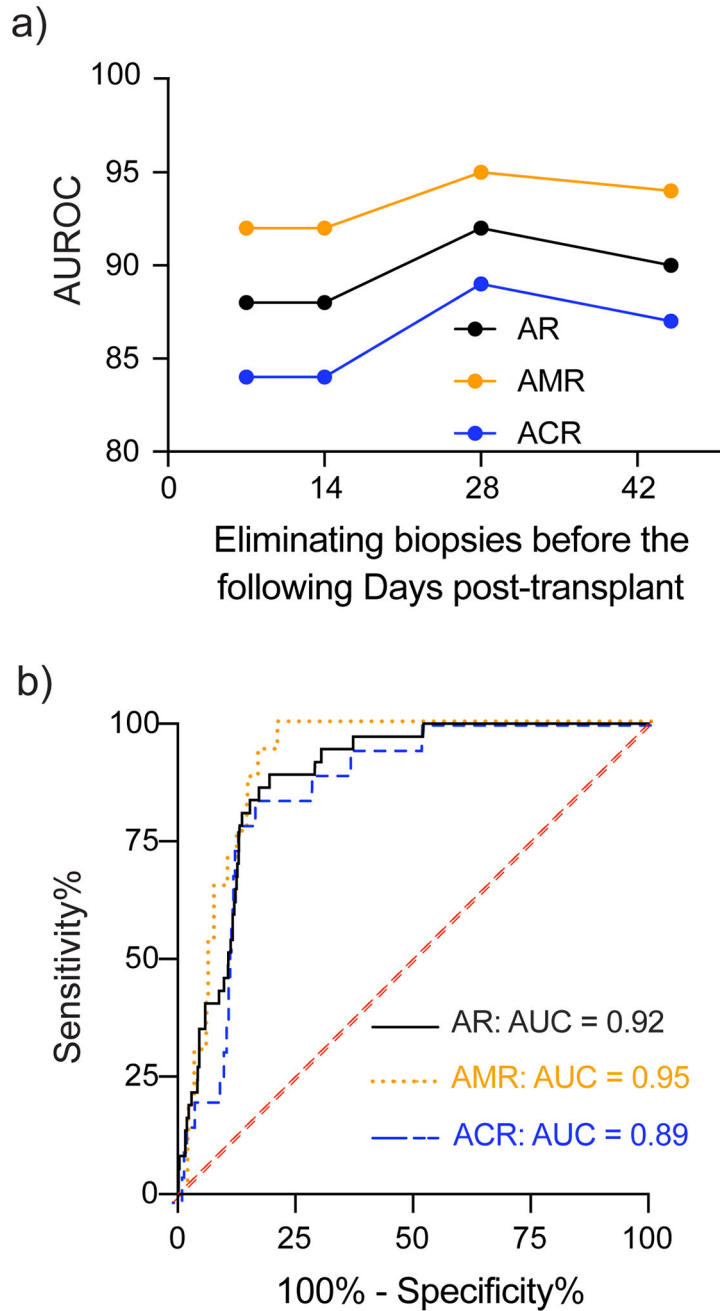 a)
100
95
90
85
80
AUROC
AR
AMR
ACR
0 14 28 42
Eliminating biopsies before the
following Days post-transplant
b)
100
75
50
25
0
Sensitivity%
AR: AUC = 0.92
AMR: AUC = 0.95
ACR: AUC = 0.89
0 25 50 75 100
100% - Specificity%